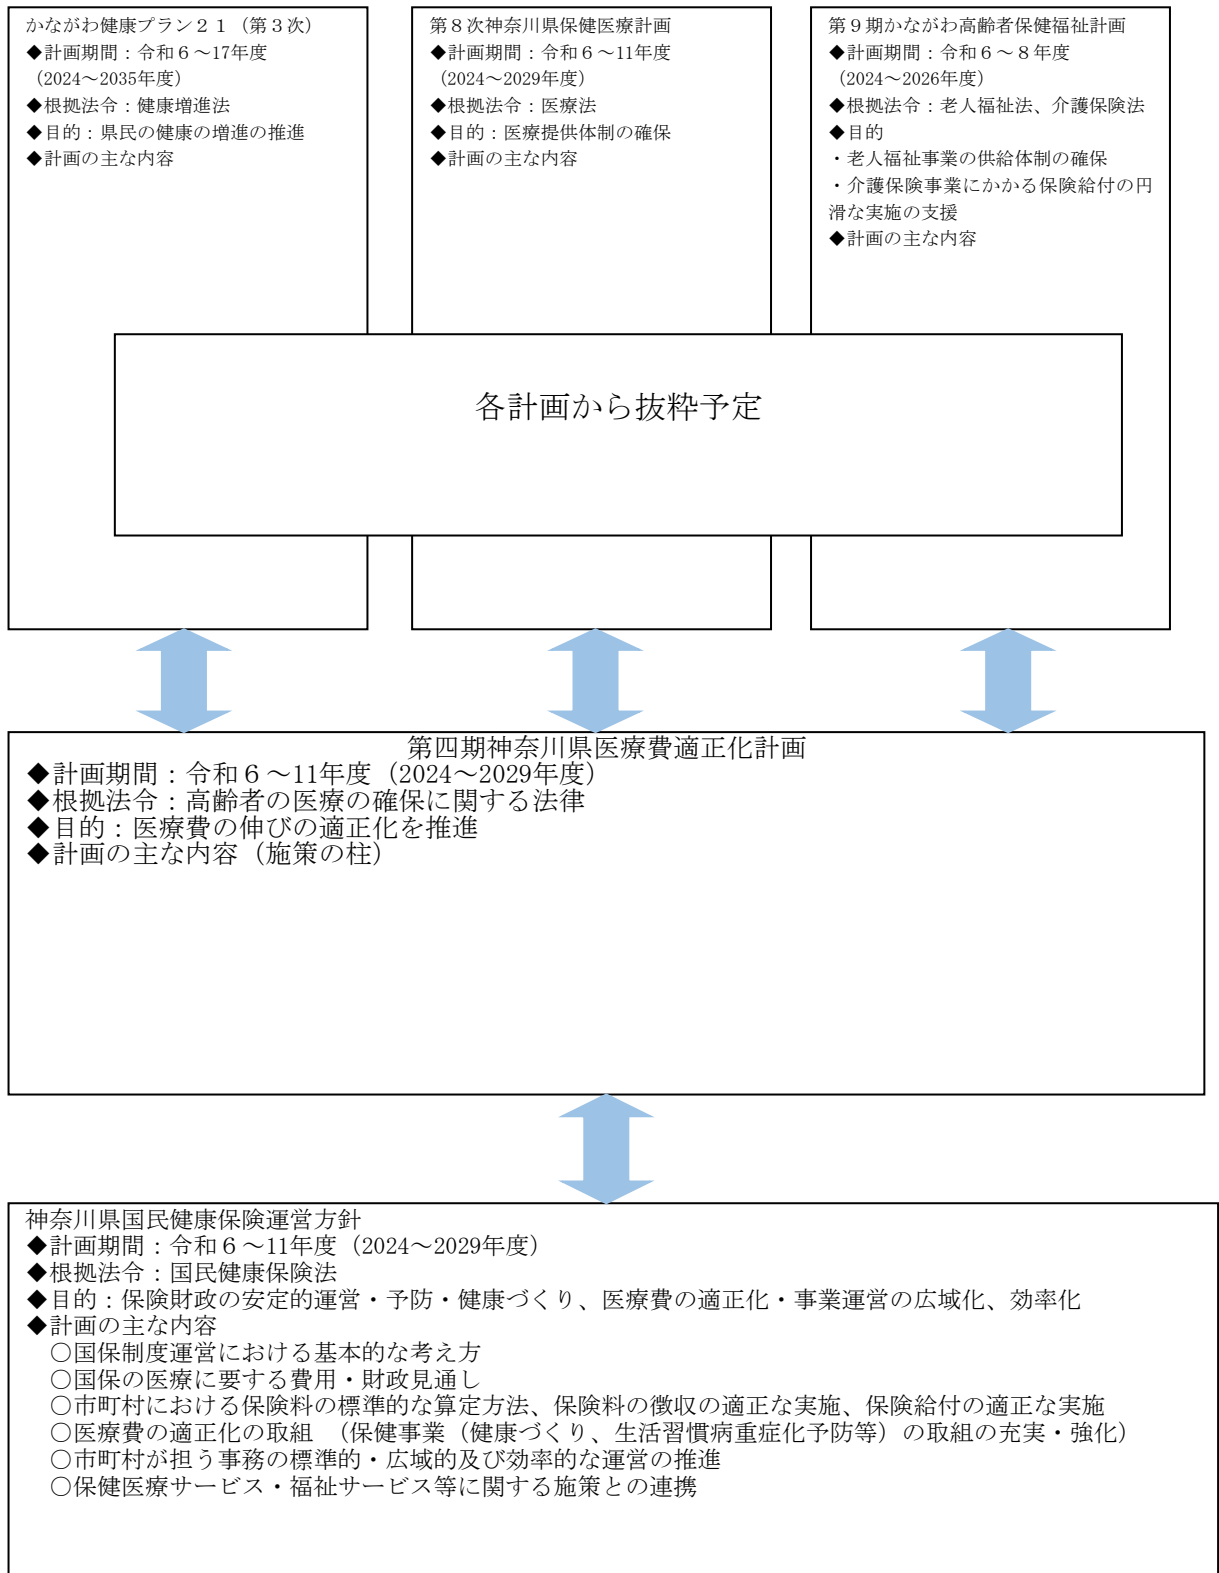 かながわ健康プラン２１（第３次）
◆計画期間：令和６～17年度
（2024～2035年度）
◆根拠法令：健康増進法
◆目的：県民の健康の増進の推進
◆計画の主な内容
第８次神奈川県保健医療計画
◆計画期間：令和６～11年度
（2024～2029年度）
◆根拠法令：医療法
◆目的：医療提供体制の確保
◆計画の主な内容
第９期かながわ高齢者保健福祉計画
◆計画期間：令和６～８年度
（2024～2026年度）
◆根拠法令：老人福祉法、介護保険法
◆目的
・老人福祉事業の供給体制の確保
・介護保険事業にかかる保険給付の円
滑な実施の支援
◆計画の主な内容
各計画から抜粋予定
第四期神奈川県医療費適正化計画
◆計画期間：令和６～11年度（2024～2029年度）
◆根拠法令：高齢者の医療の確保に関する法律
◆目的：医療費の伸びの適正化を推進
◆計画の主な内容（施策の柱）
神奈川県国民健康保険運営方針
◆計画期間：令和６～11年度（2024～2029年度）
◆根拠法令：国民健康保険法
◆目的：保険財政の安定的運営・予防・健康づくり、医療費の適正化・事業運営の広域化、効率化
◆計画の主な内容
○国保制度運営における基本的な考え方
○国保の医療に要する費用・財政見通し
○市町村における保険料の標準的な算定方法、保険料の徴収の適正な実施、保険給付の適正な実施
○医療費の適正化の取組　（保健事業（健康づくり、生活習慣病重症化予防等）の取組の充実・強化）
○市町村が担う事務の標準的・広域的及び効率的な運営の推進
○保健医療サービス・福祉サービス等に関する施策との連携